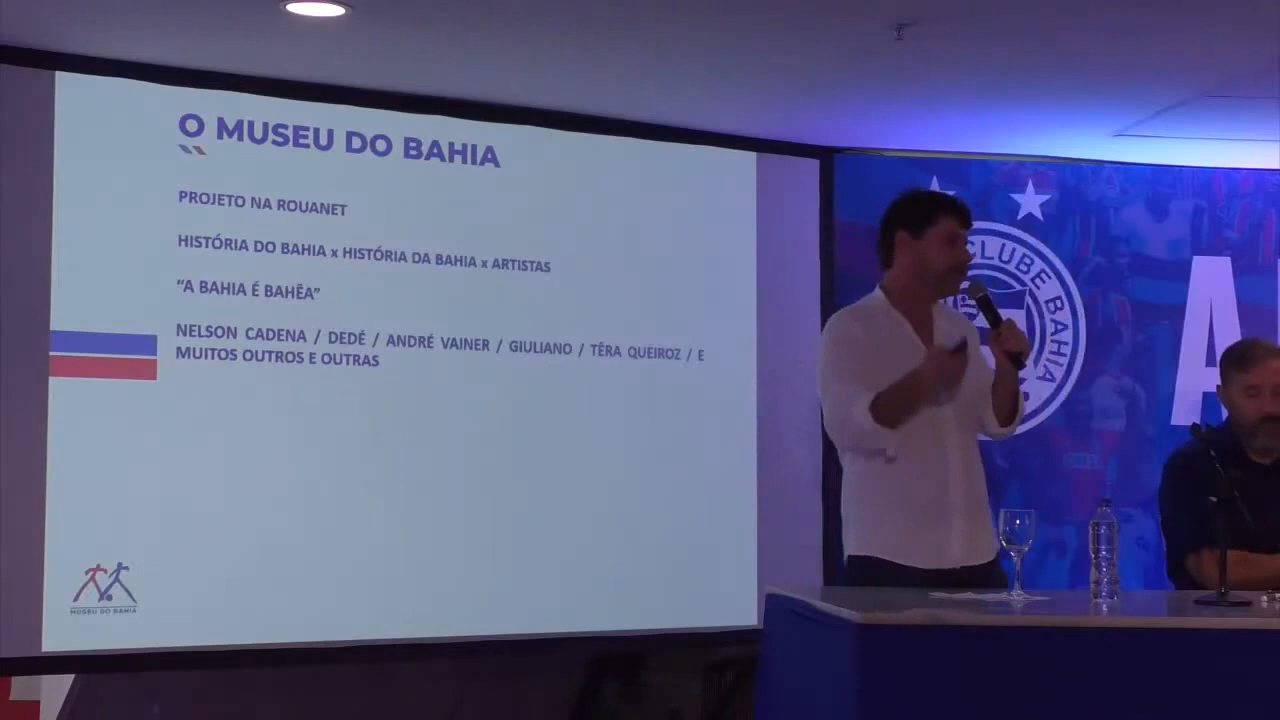 O MUSEU DO BAHIA
PROJETO NA ROUANET
HISTÓRIA DO BAHIA x HISTÓRIA DA BAHIA x ARTISTAS
“A BAHIA É BAHÊA”
NELSON CADENA / DEDÉ / ANDRÉ VAINER / GIULIANO / TÊRA QUEIROZ / E
MUITOS OUTROS E OUTRAS
MUSEU DO BAHIA
CLUBE BAHIA
A